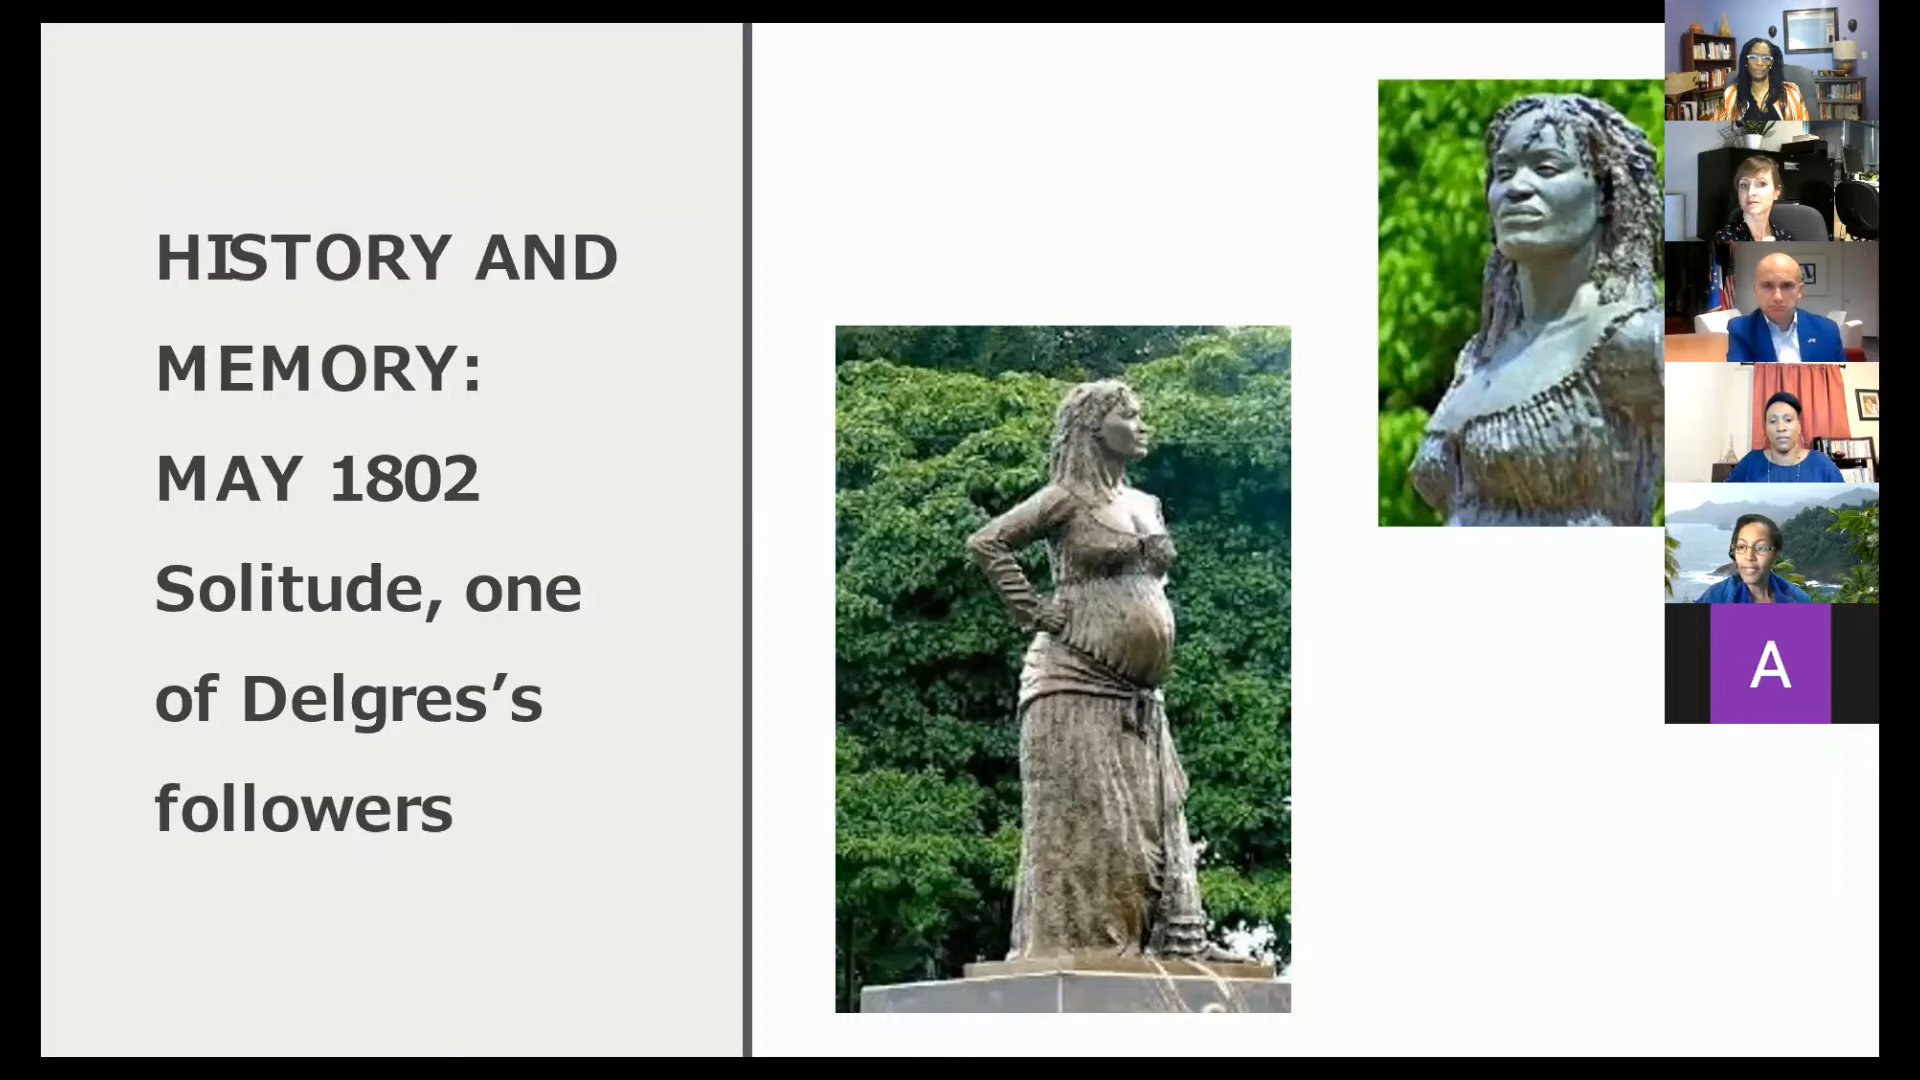 HISTORY AND
MEMORY:
MAY 1802
Solitude, one
of Delgres’s
followers
A